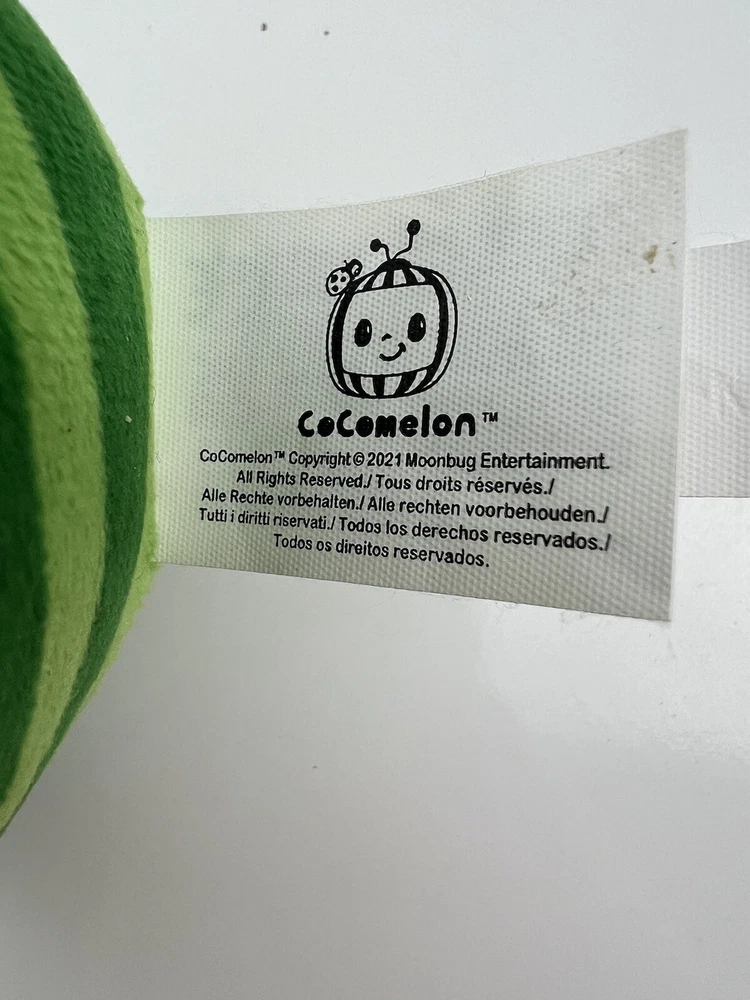 CoComelon™
CoComelon™ Copyright © 2021 Moonbug Entertainment.
All Rights Reserved./ Tous droits réservés./
Alle Rechte vorbehalten./ Alle rechten voorbehouden./
Tutti i diritti riservati./ Todos los derechos reservados./
Todos os direitos reservados.